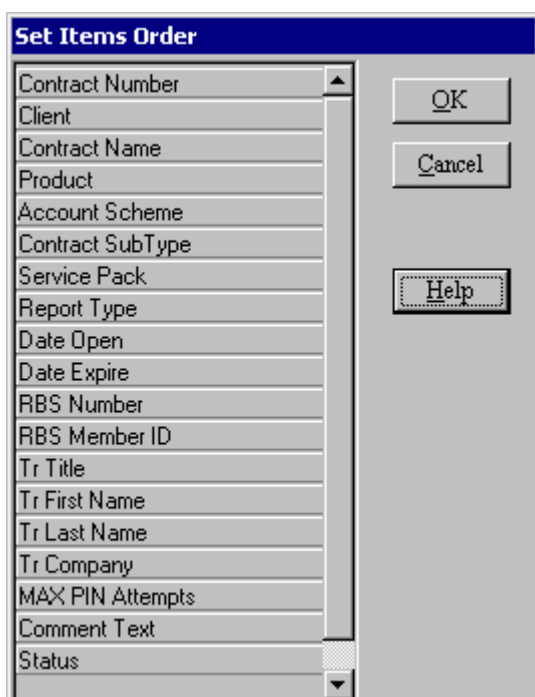 Set Items Order
Contract Number
Client
Contract Name
Product
Account Scheme
Contract SubType
Service Pack
Report Type
Date Open
Date Expire
RBS Number
RBS Member ID
Tr Title
Tr First Name
Tr Last Name
Tr Company
MAX PIN Attempts
Comment Text
Status
OK
Cancel
Help